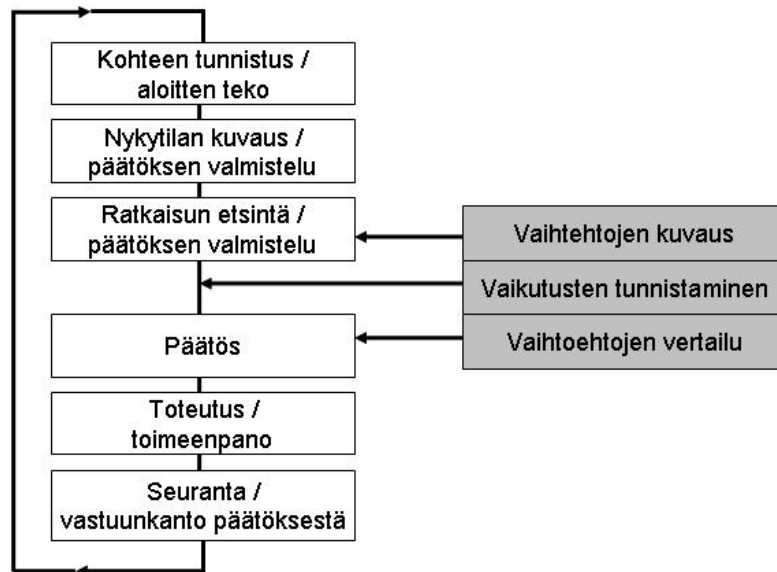 Kohteen tunnistus /
aloitten teko
Nykytilan kuvaus /
päätöksen valmistelu
Ratkaisun etsintä /
päätöksen valmistelu
Vaihtehtojen kuvaus
Vaikutusten tunnistaminen
Päätös
Vaihtoehtojen vertailu
Toteutus /
toimeenpano
Seuranta /
vastuunkanto päätöksestä